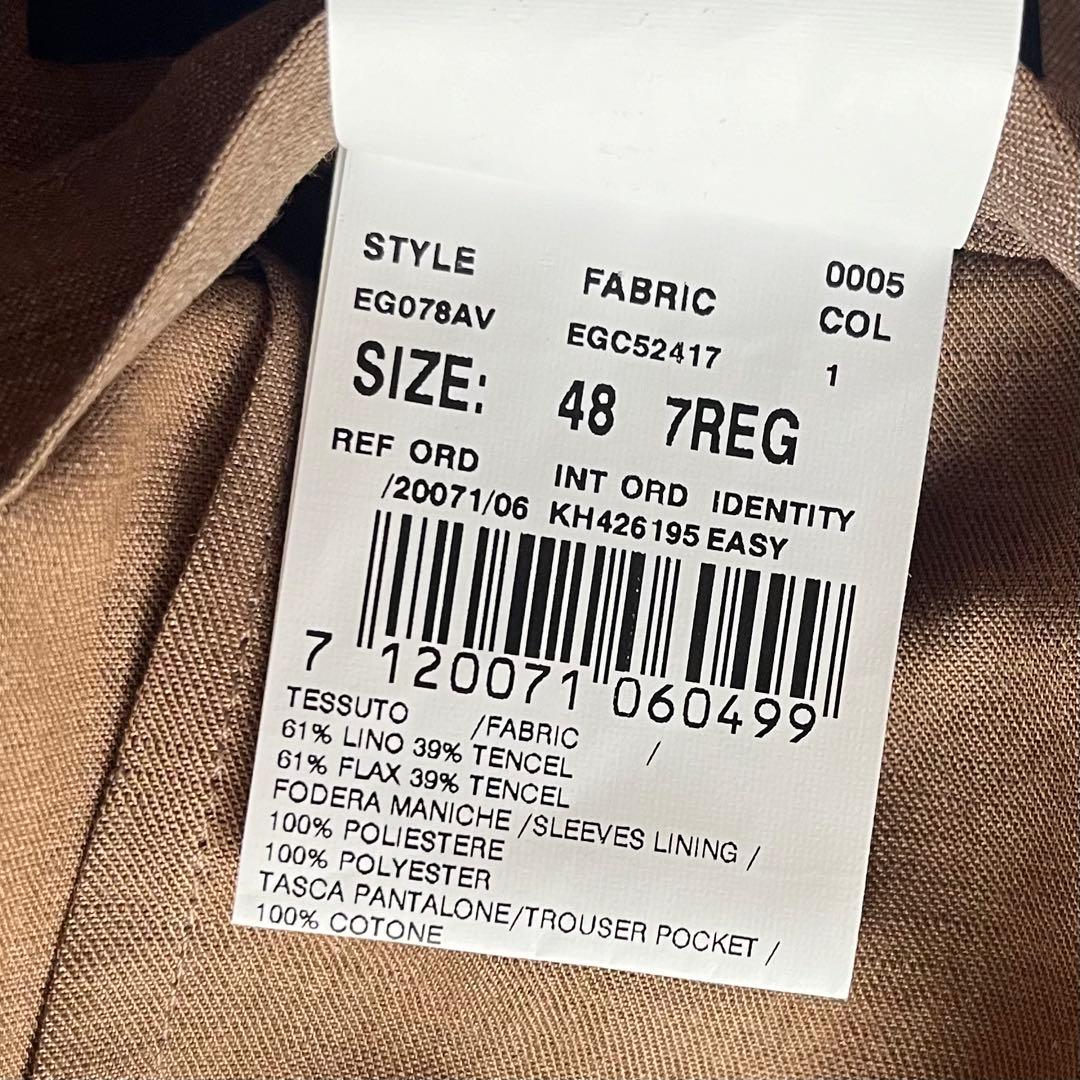 STYLE FABRIC 0005
EG078AV EGC52417 COL
SIZE: 48 7REG 1
REF ORD INT ORD IDENTITY
/20071/06 KH426195 EASY
7 120071 060499
TESSUTO /FABRIC /
61% LINO 39% TENCEL
61% FLAX 39% TENCEL
FODERA MANICHE /SLEEVES LINING /
100% POLIESTERE
100% POLYESTER
TASCA PANTALONE/TROUSER POCKET /
100% COTONE